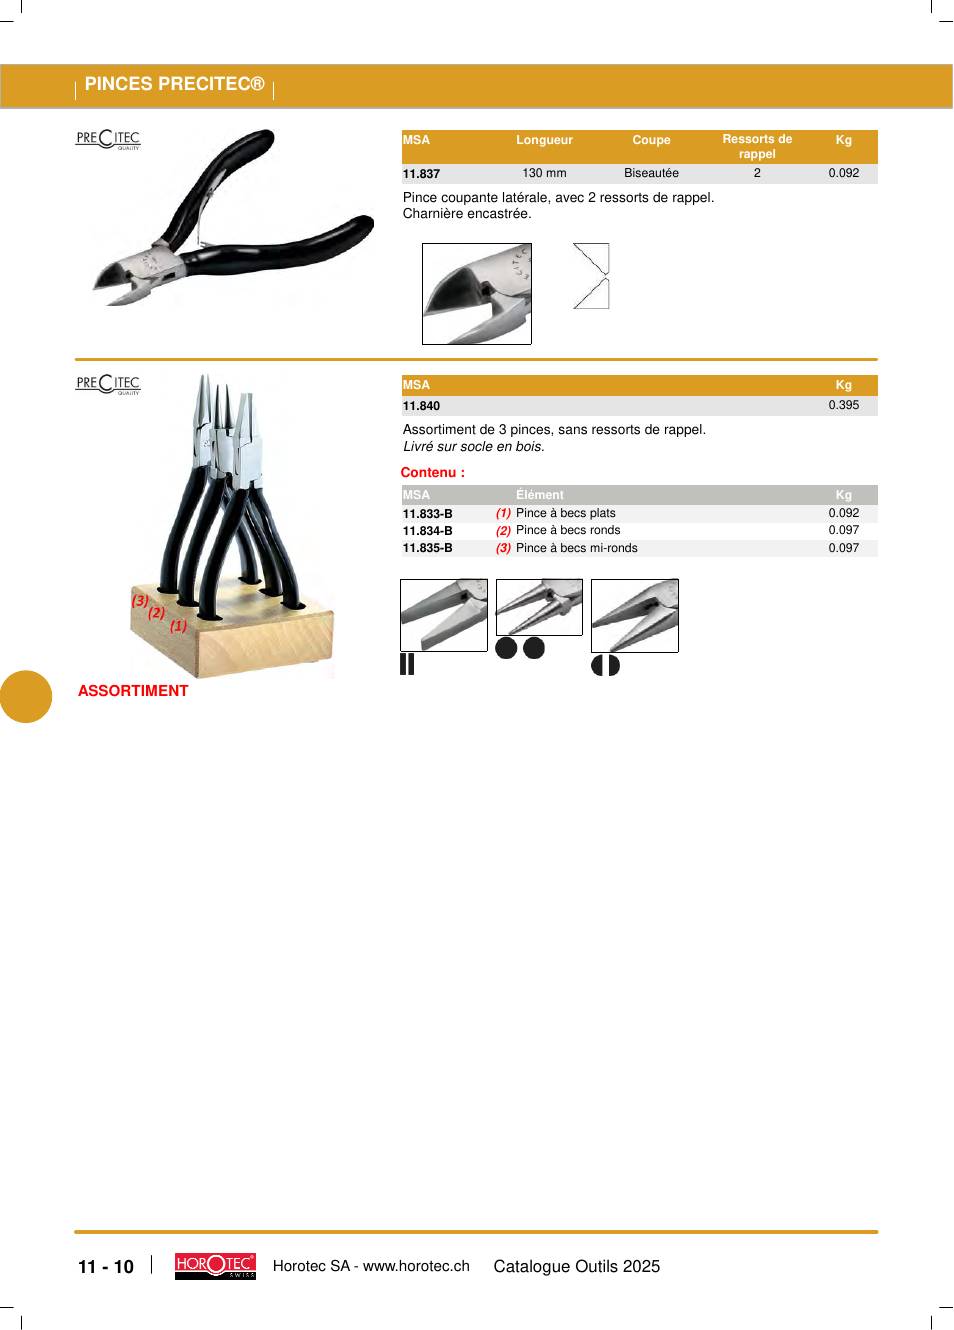 PINCES PRECITEC®
PRECITEC
QUALITY
MSA Longueur Coupe Ressorts de rappel Kg
11.837 130 mm Biseautée 2 0.092
Pince coupante latérale, avec 2 ressorts de rappel.
Charnière encastrée.
PRECITEC
QUALITY
MSA Kg
11.840 0.395
Assortiment de 3 pinces, sans ressorts de rappel.
Livré sur socle en bois.
Contenu :
MSA Élément Kg
11.833-B (1) Pince à becs plats 0.092
11.834-B (2) Pince à becs ronds 0.097
11.835-B (3) Pince à becs mi-ronds 0.097
(3)
(2)
(1)
ASSORTIMENT
11 - 10
HOROTEC®
SWISS
Horotec SA - www.horotec.ch Catalogue Outils 2025